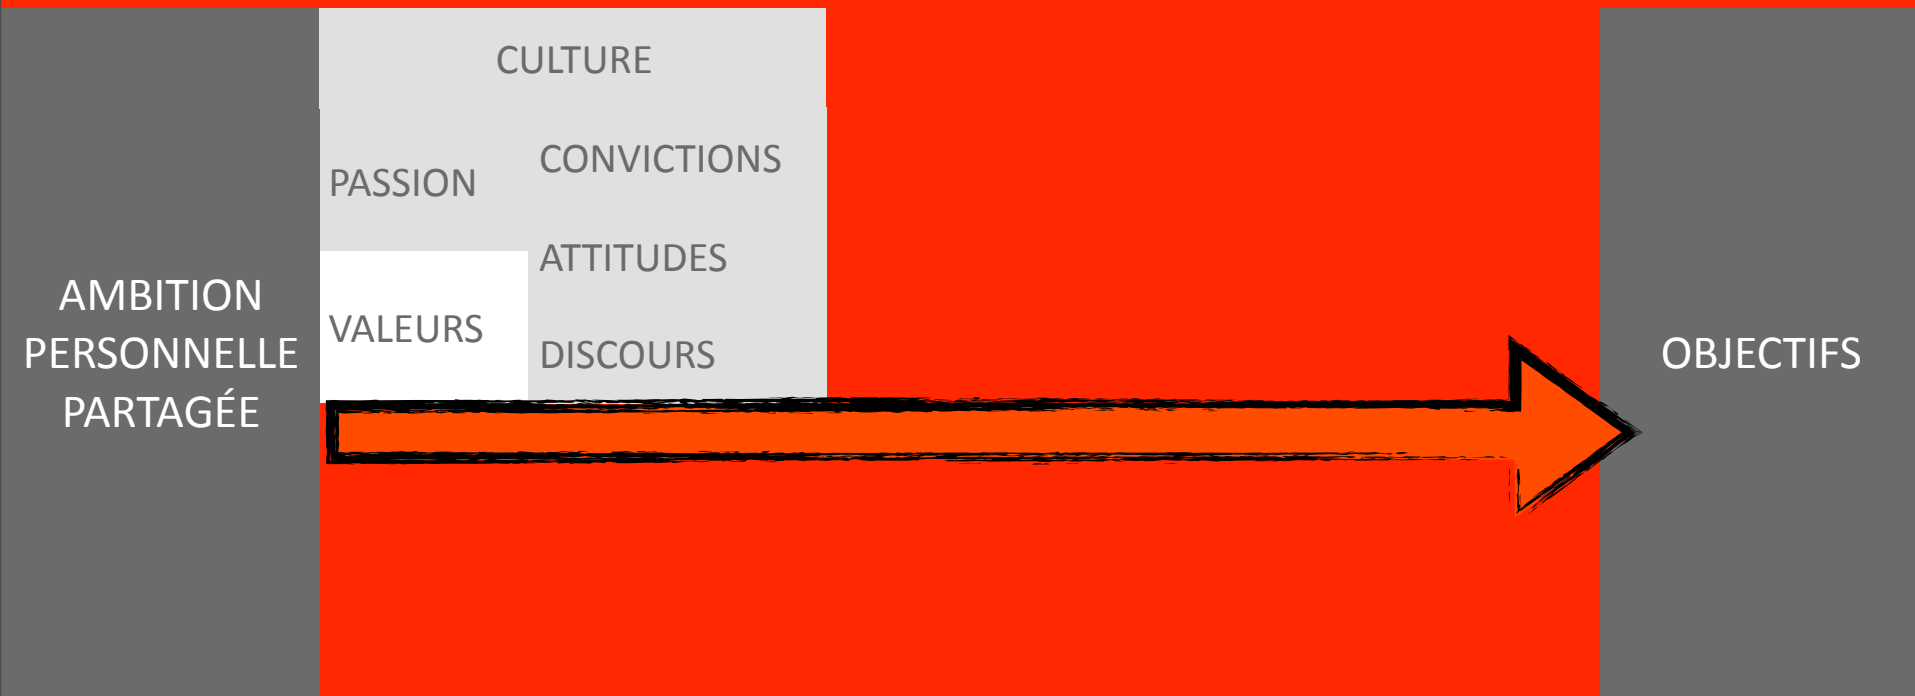 AMBITION
PERSONNELLE
PARTAGÉE
CULTURE
PASSION
VALEURS
CONVICTIONS
ATTITUDES
DISCOURS
OBJECTIFS